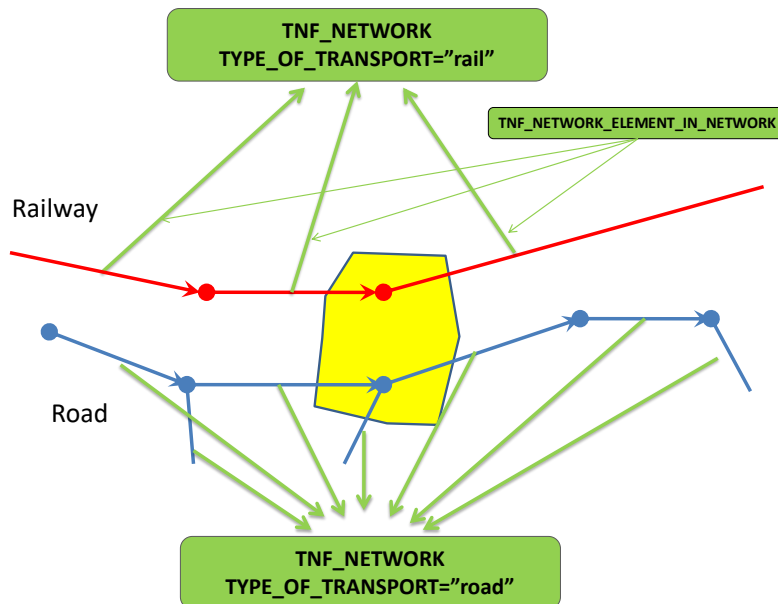 TNF_NETWORK
TYPE_OF_TRANSPORT=”rail”
TNF_NETWORK_ELEMENT_IN_NETWORK
Railway
Road
TNF_NETWORK
TYPE_OF_TRANSPORT=”road”